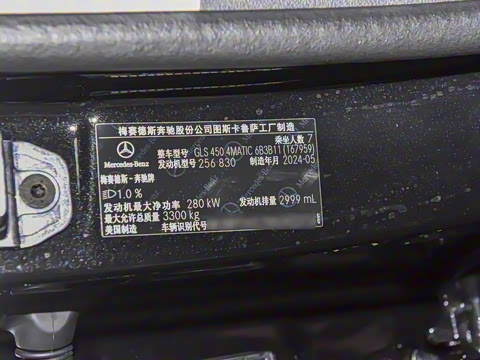 梅赛德斯奔驰股份公司图斯卡鲁萨工厂制造
乘坐人数 7
整车型号 GLS 450 4MATIC 6B3B11(167959)
发动机型号 256 830 制造年月 2024-05
Mercedes-Benz
梅赛德斯-奔驰牌
1.0 %
发动机最大净功率 280 kW 发动机排量 2999 mL
最大允许总质量 3300 kg
美国制造 车辆识别代号